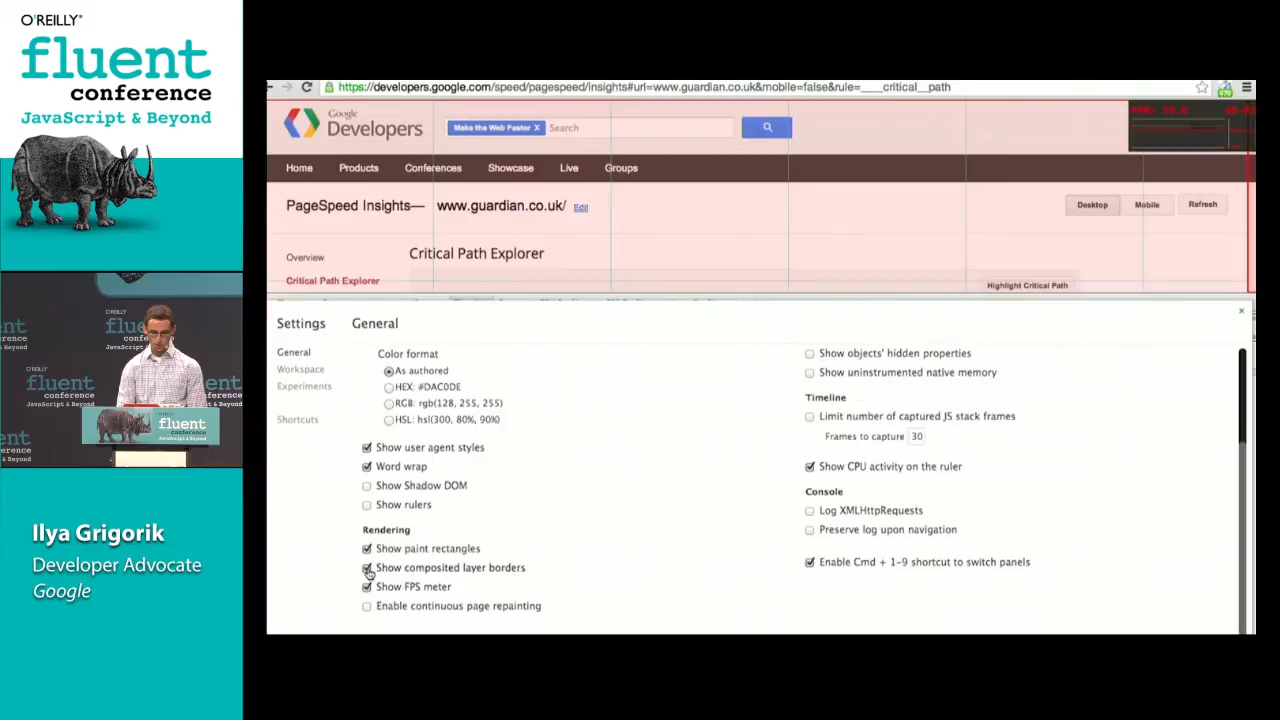 O'REILLY®
fluent
conference
JavaScript & Beyond
https://developers.google.com/speed/pagespeed/insights#url=www.guardian.co.uk&mobile=false&rule=____critical__path
Google
Developers
Make the Web Faster X
Search
Home Products Conferences Showcase Live Groups
PageSpeed Insights— www.guardian.co.uk/ Edit
Desktop Mobile Refresh
Overview
Critical Path Explorer
Critical Path Explorer
Highlight Critical Path
Settings
General
General
Workspace
Experiments
Shortcuts
Color format
As authored
HEX: #DAC0DE
RGB: rgb(128, 255, 255)
HSL: hsl(300, 80%, 90%)
Show user agent styles
Word wrap
Show Shadow DOM
Show rulers
Rendering
Show paint rectangles
Show composited layer borders
Show FPS meter
Enable continuous page repainting
Show objects' hidden properties
Show uninstrumented native memory
Timeline
Limit number of captured JS stack frames
Frames to capture 30
Show CPU activity on the ruler
Console
Log XMLHttpRequests
Preserve log upon navigation
Enable Cmd + 1-9 shortcut to switch panels
fluent
conference
fluent
Ilya Grigorik
Developer Advocate
Google